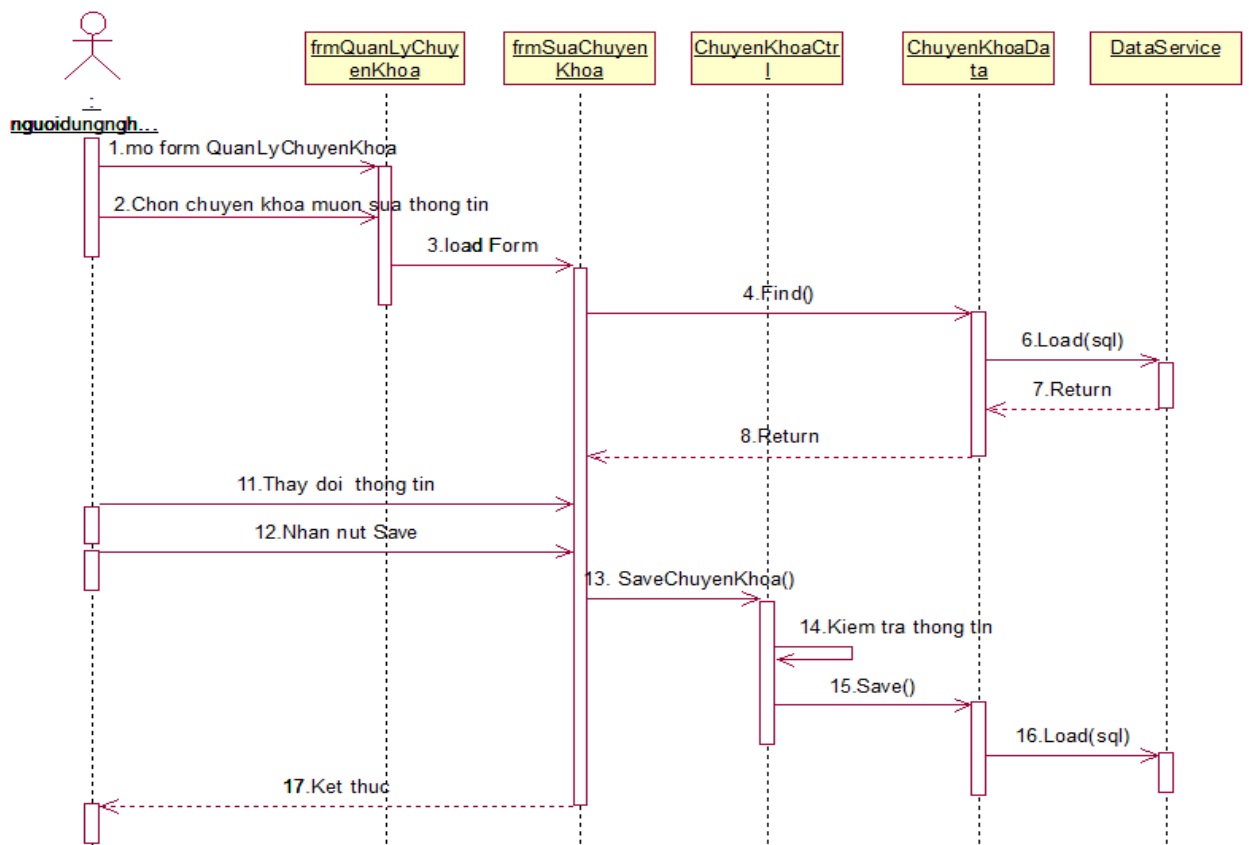 frmQuanLyChuy
enKhoa
frmSuaChuyen
Khoa
ChuyenKhoaCtr
l
ChuyenKhoaDa
ta
DataService
:
nguoidungngh...
1.mo form QuanLyChuyenKhoa
2.Chon chuyen khoa muon sua thong tin
3.load Form
4.Find()
6.Load(sql)
7.Return
8.Return
11.Thay doi thong tin
12.Nhan nut Save
13. SaveChuyenKhoa()
14.Kiem tra thong tIn
15.Save()
16.Load(sql)
17.Ket thuc